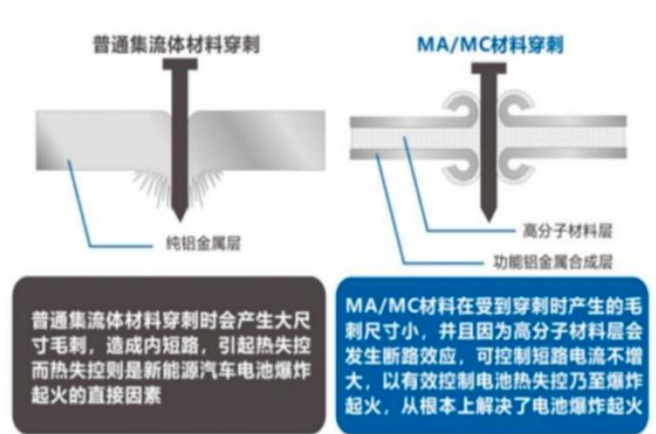 普通集流体材料穿刺
MA/MC材料穿刺
纯铝金属层
高分子材料层
功能铝金属合成层
普通集流体材料穿刺时会产生大尺
寸毛刺，造成内短路，引起热失控
而热失控则是新能源汽车电池爆炸
起火的直接因素
MA/MC材料在受到穿刺时产生的毛
刺尺寸小，并且因为高分子材料层会
发生断路效应，可控制短路电流不增
大，以有效控制电池热失控乃至爆炸
起火，从根本上解决了电池爆炸起火